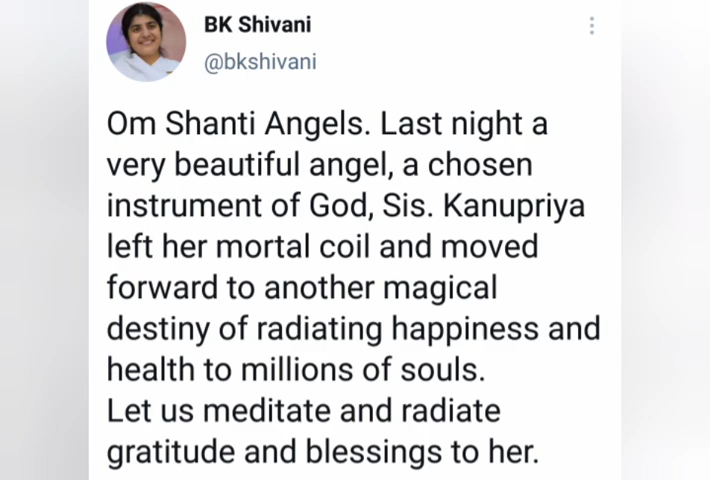 BK Shivani
@bkshivani
Om Shanti Angels. Last night a
very beautiful angel, a chosen
instrument of God, Sis. Kanupriya
left her mortal coil and moved
forward to another magical
destiny of radiating happiness and
health to millions of souls.
Let us meditate and radiate
gratitude and blessings to her.